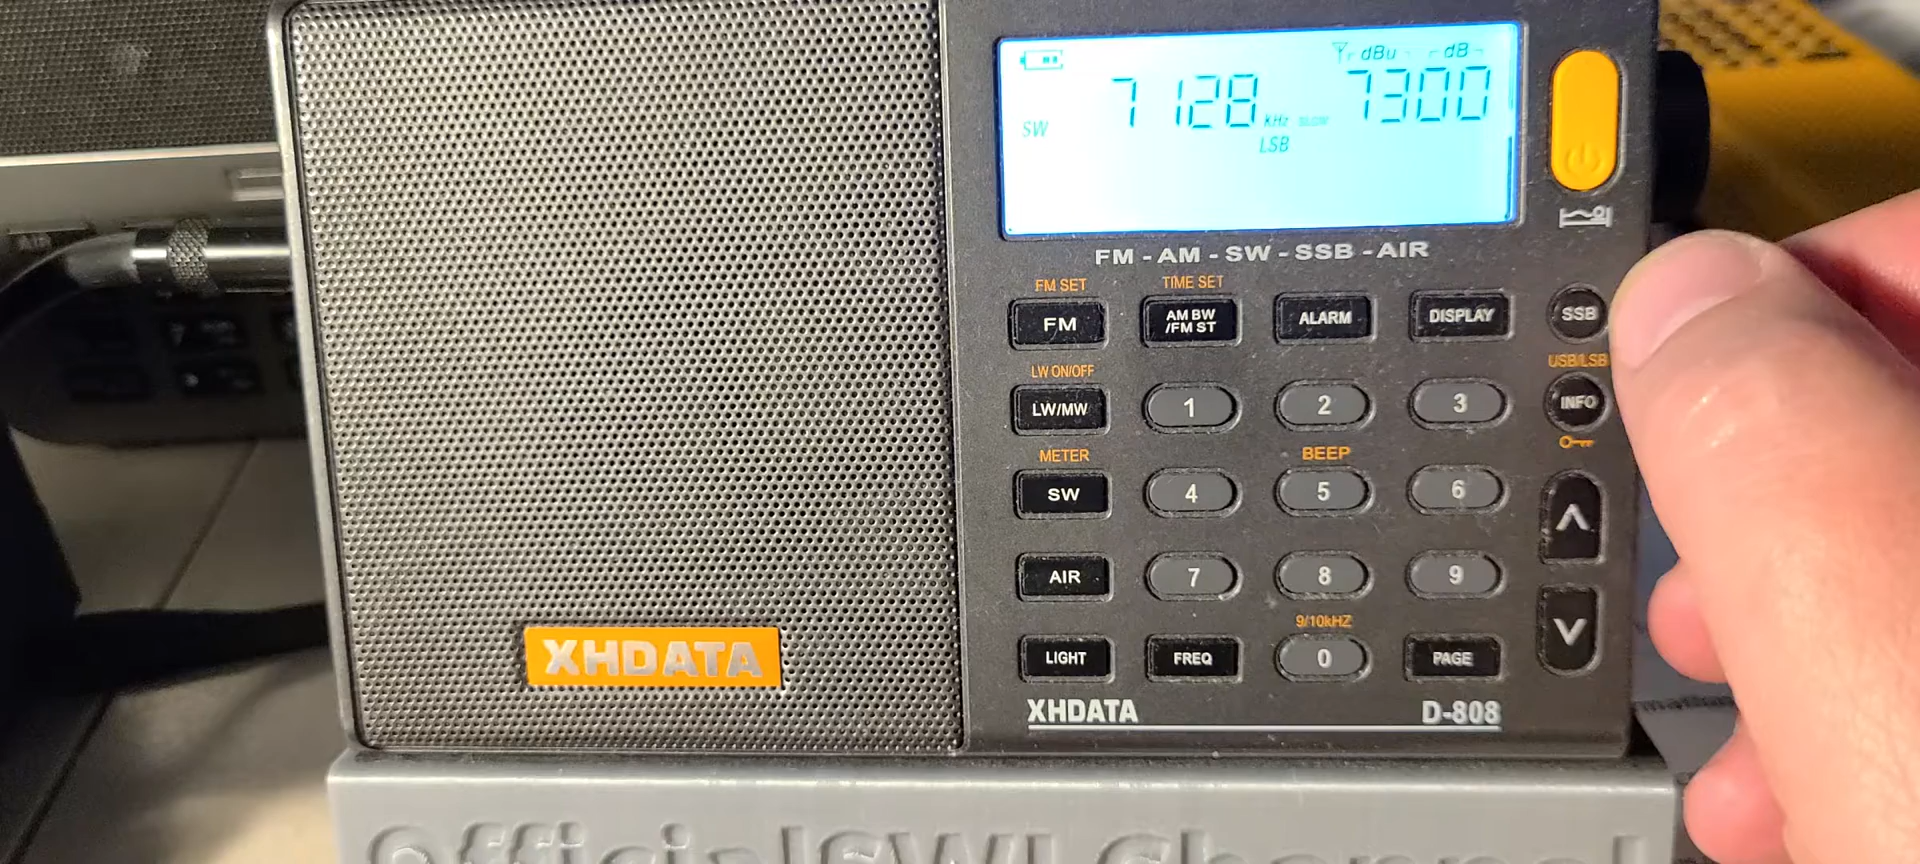 dBu dB
7128 kHz SLOW 7300
SW
LSB
FM - AM - SW - SSB - AIR
FM SET TIME SET
FM AM BW /FM ST ALARM DISPLAY SSB
LW ON/OFF USB/LSB
LW/MW 1 2 3 INFO
METER BEEP
SW 4 5 6
AIR 7 8 9
9/10kHZ
LIGHT FREQ 0 PAGE
XHDATA
XHDATA D-808
OfficialSWLChannel